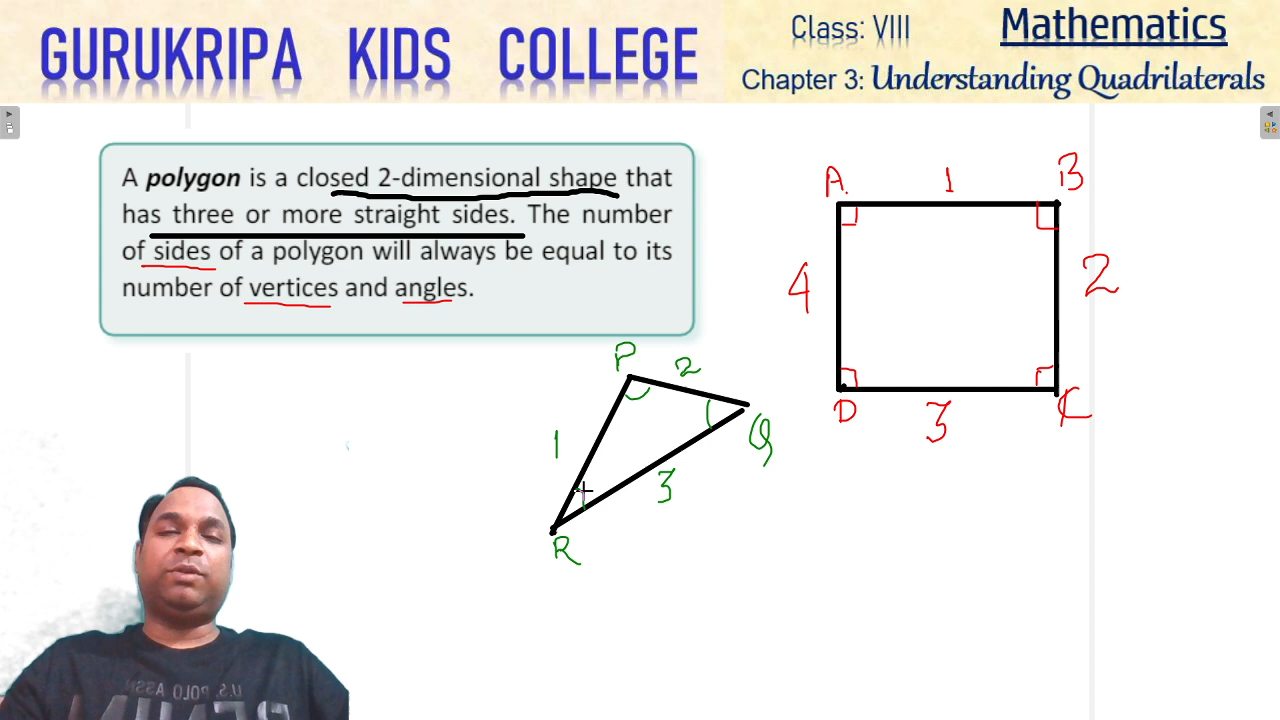 GURUKRIPA KIDS COLLEGE
Class: VIII Mathematics
Chapter 3: Understanding Quadrilaterals
A polygon is a closed 2-dimensional shape that
has three or more straight sides. The number
of sides of a polygon will always be equal to its
number of vertices and angles.
A 1 B
4 2
D 3 C
P 2
Q
1
3
R
U.S. POLO ASSN